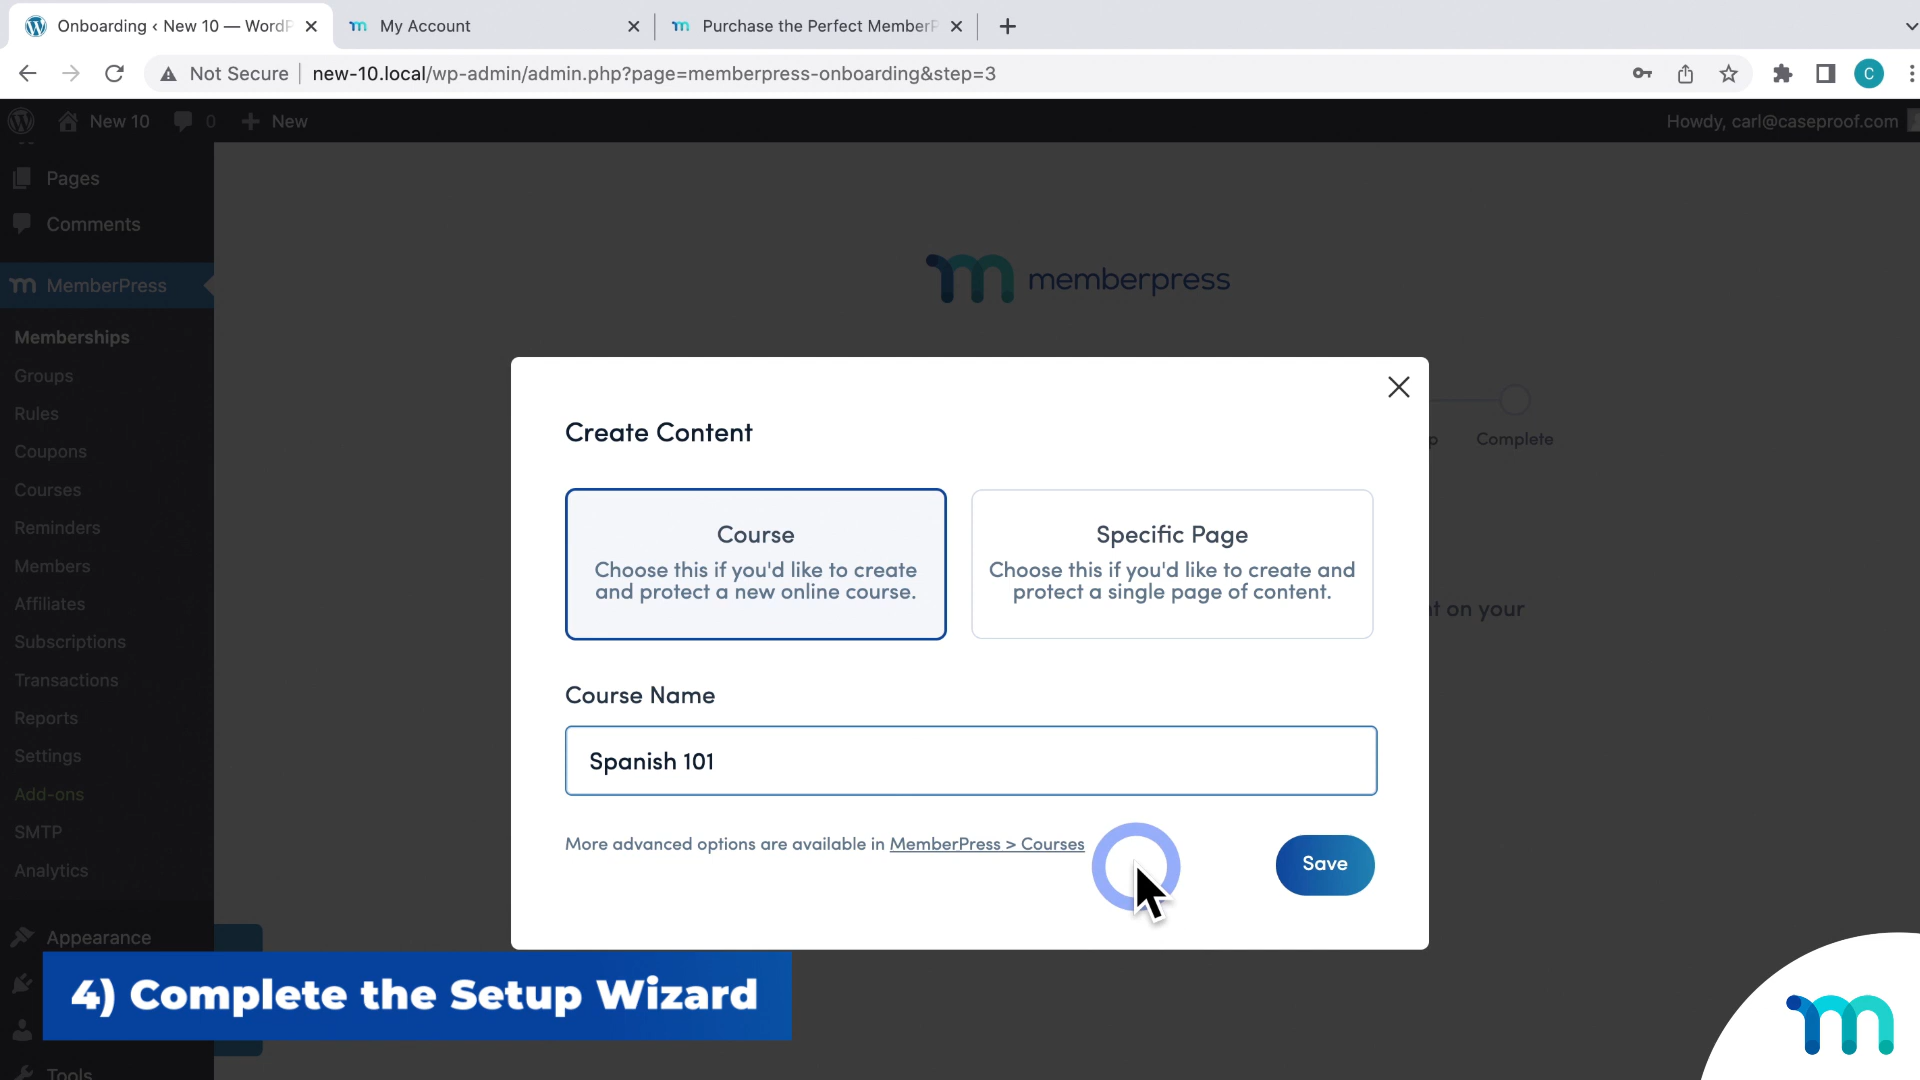 Onboarding ‹ New 10 — WordP
My Account
Purchase the Perfect MemberP
Not Secure
new-10.local/wp-admin/admin.php?page=memberpress-onboarding&step=3
C
New 10
0
New
Howdy, carl@caseproof.com
Pages
Comments
MemberPress
Memberships
Groups
Rules
Coupons
Courses
Reminders
Members
Affiliates
Subscriptions
Transactions
Reports
Settings
Add-ons
SMTP
Analytics
Appearance
Tools
memberpress
p
Complete
t on your
Create Content
Course
Choose this if you'd like to create
and protect a new online course.
Specific Page
Choose this if you'd like to create and
protect a single page of content.
Course Name
Spanish 101
More advanced options are available in MemberPress > Courses
Save
4) Complete the Setup Wizard